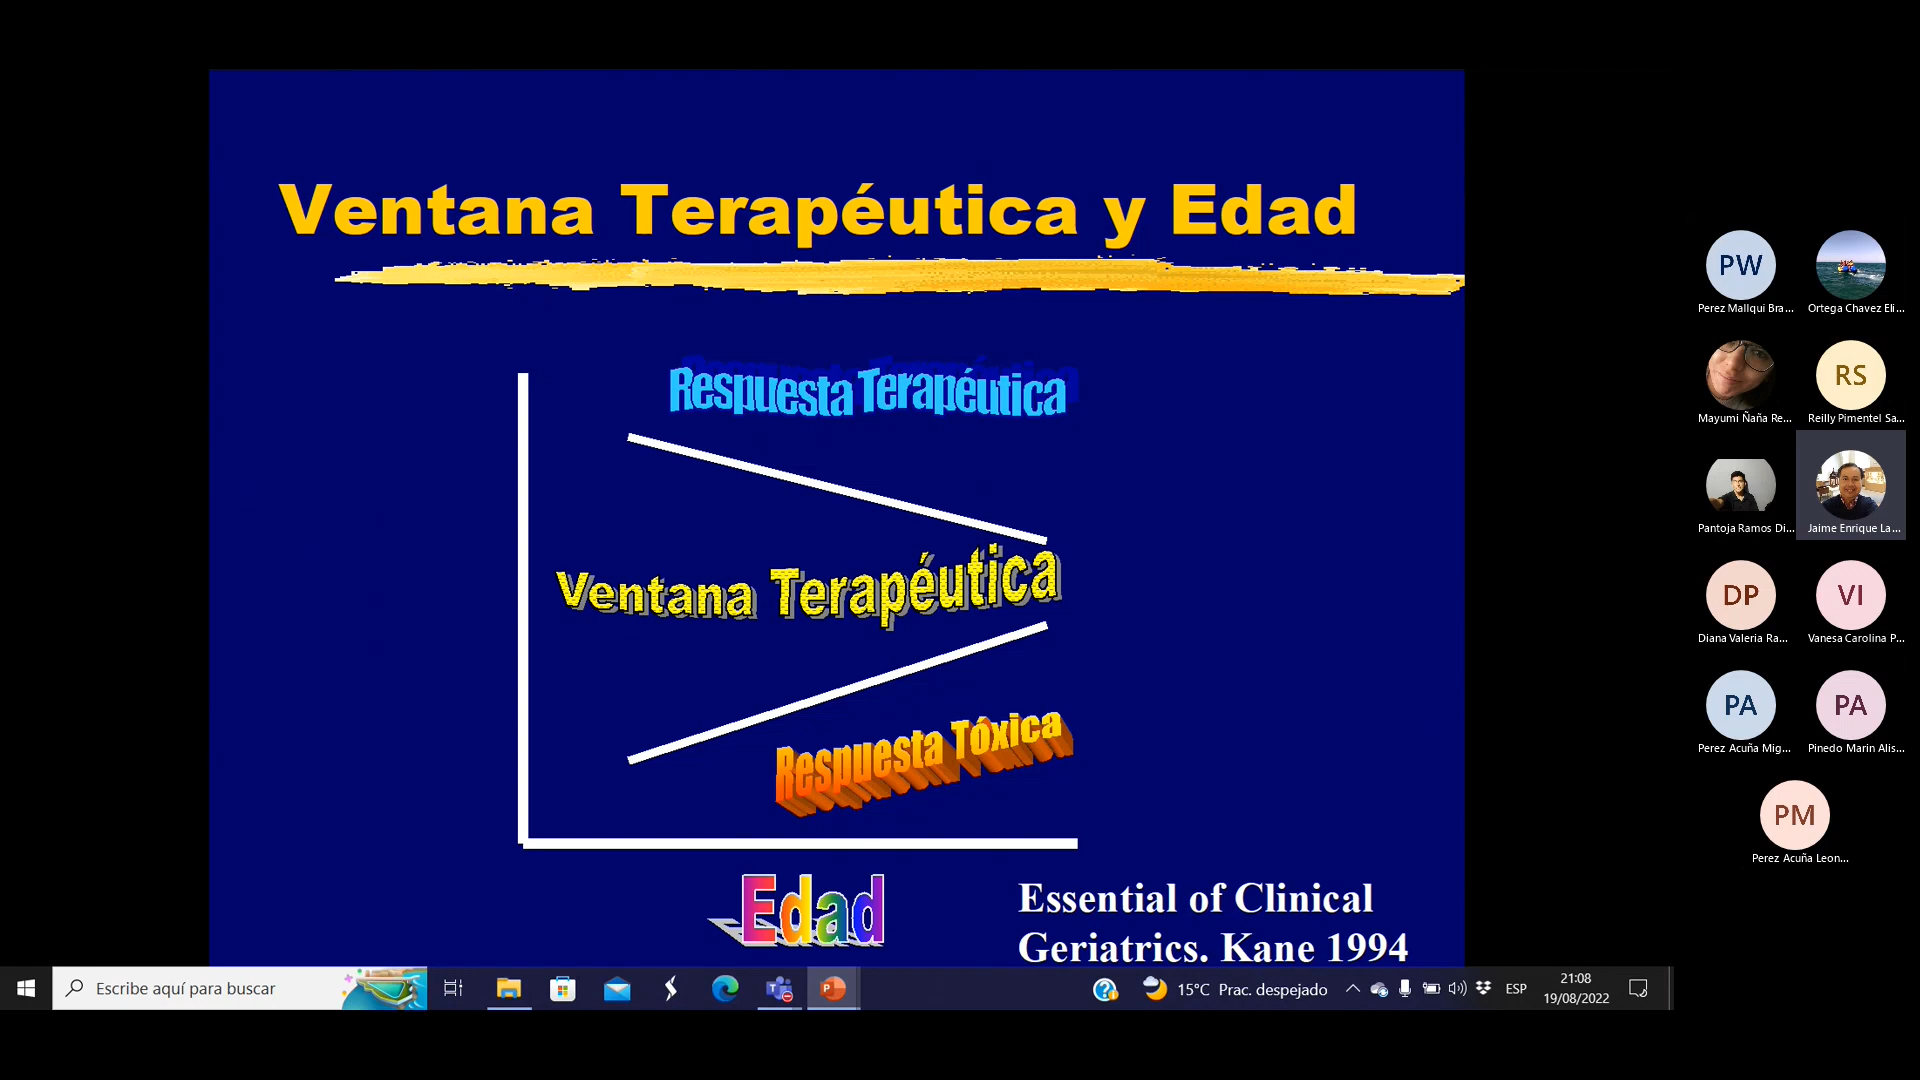 Ventana Terapéutica y Edad
Respuesta Terapéutica
Ventana Terapéutica
Respuesta Tóxica
Edad
Essential of Clinical
Geriatrics. Kane 1994
PW
Perez Mallqui Bra...
Ortega Chavez Eli...
Mayumi Ñaña Re...
RS
Reilly Pimentel Sa...
Pantoja Ramos Di...
Jaime Enrique La...
DP
Diana Valeria Ra...
VI
Vanesa Carolina P...
PA
Perez Acuña Mig...
PA
Pinedo Marin Alis...
PM
Perez Acuña Leon...
Escribe aquí para buscar
15°C Prac. despejado
ESP
21:08
19/08/2022